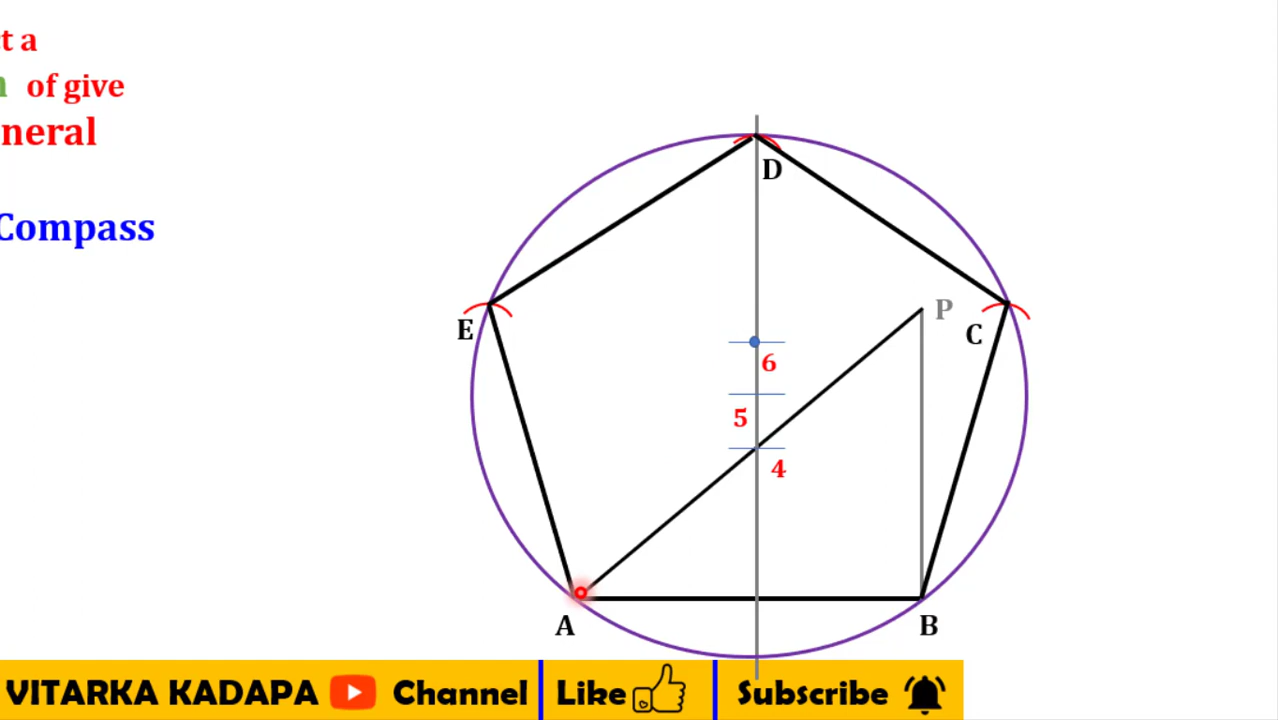 t a
of give
neral
Compass
D
P
E
C
6
5
4
A
B
VITARKA KADAPA Channel Like Subscribe